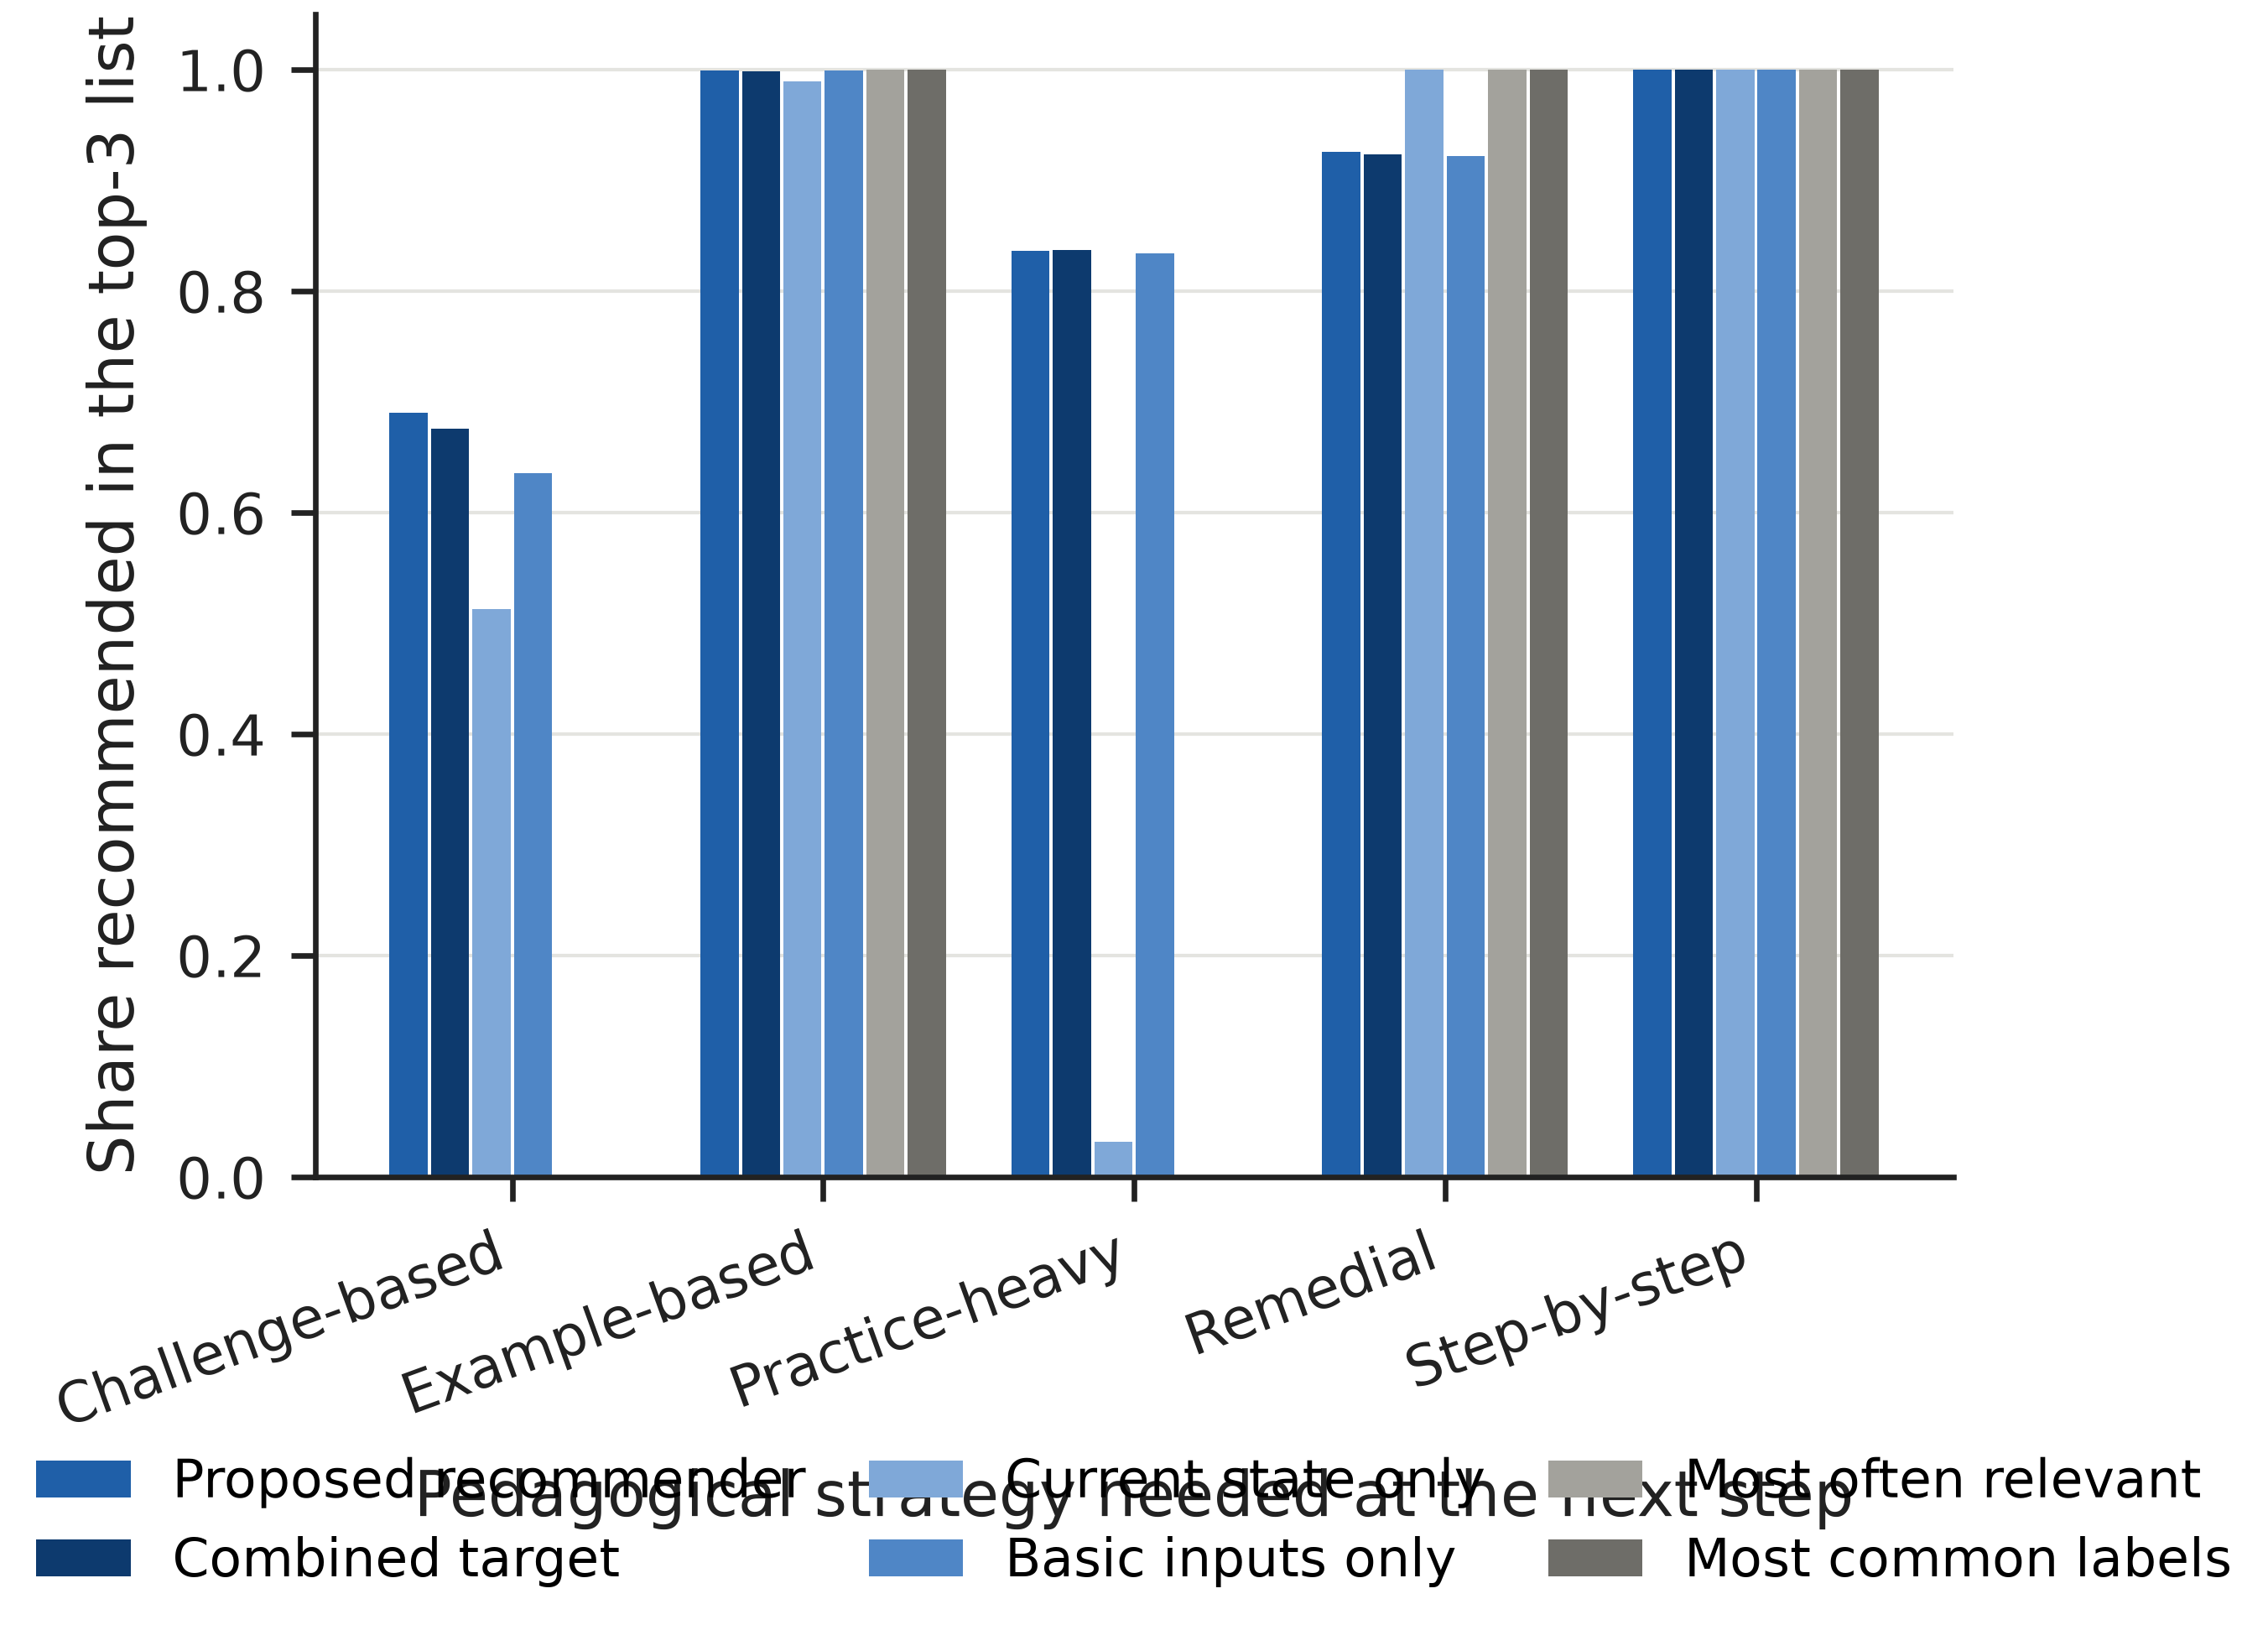 Share recommended in the top-3 list
1.0
0.8
0.6
0.4
0.2
0.0
Challenge-based
Example-based
Practice-heavy
Remedial
Step-by-step
Pedagogical strategy needed at the next step
Proposed recommender
Current state only
Most often relevant
Combined target
Basic inputs only
Most common labels